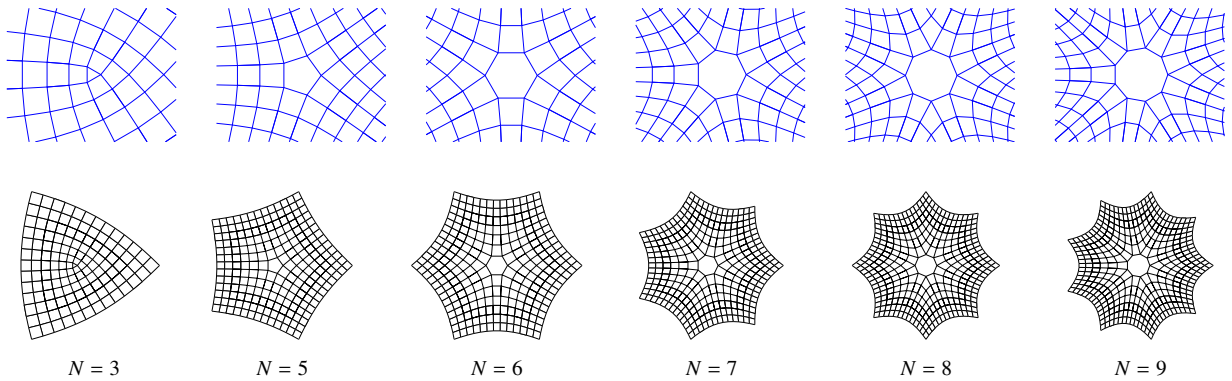 N = 3 N = 5 N = 6 N = 7 N = 8 N = 9